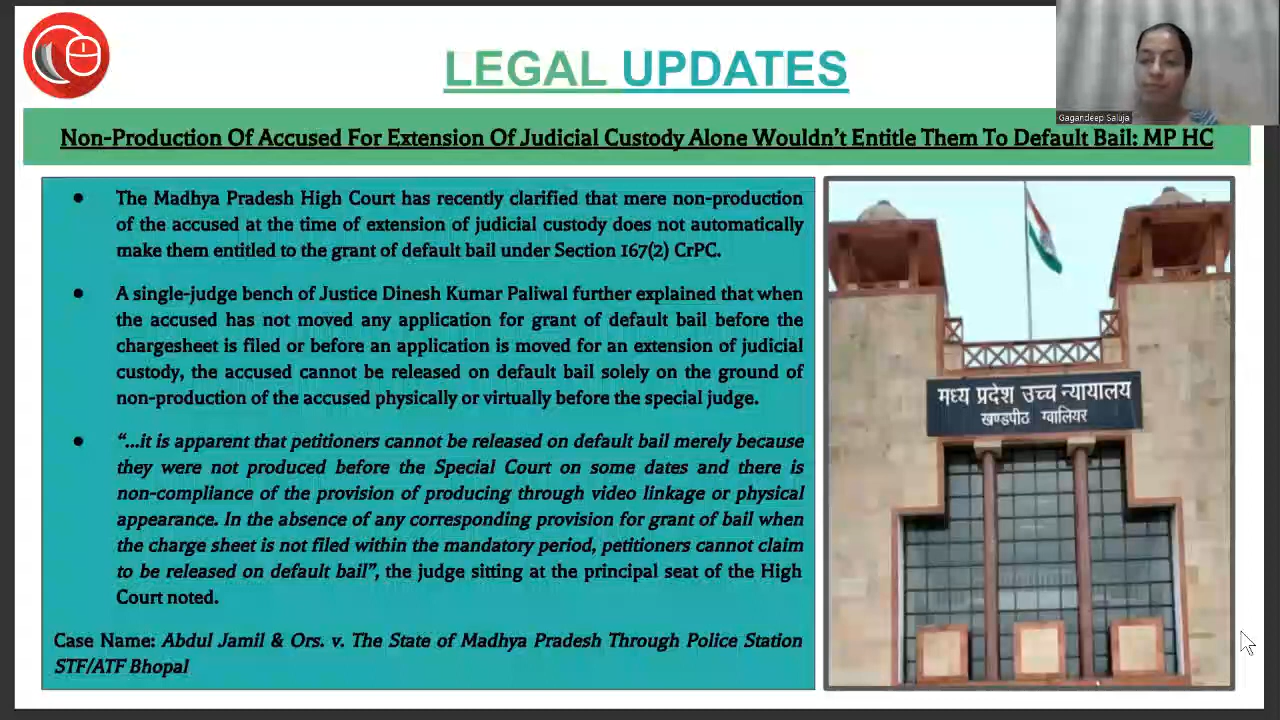 LEGAL UPDATES
Gagandeep Saluja
Non-Production Of Accused For Extension Of Judicial Custody Alone Wouldn't Entitle Them To Default Bail: MP HC
● The Madhya Pradesh High Court has recently clarified that mere non-production
of the accused at the time of extension of judicial custody does not automatically
make them entitled to the grant of default bail under Section 167(2) CrPC.
● A single-judge bench of Justice Dinesh Kumar Paliwal further explained that when
the accused has not moved any application for grant of default bail before the
chargesheet is filed or before an application is moved for an extension of judicial
custody, the accused cannot be released on default bail solely on the ground of
non-production of the accused physically or virtually before the special judge.
● “...it is apparent that petitioners cannot be released on default bail merely because
they were not produced before the Special Court on some dates and there is
non-compliance of the provision of producing through video linkage or physical
appearance. In the absence of any corresponding provision for grant of bail when
the charge sheet is not filed within the mandatory period, petitioners cannot claim
to be released on default bail”, the judge sitting at the principal seat of the High
Court noted.
Case Name: Abdul Jamil & Ors. v. The State of Madhya Pradesh Through Police Station
STF/ATF Bhopal
मध्य प्रदेश उच्च न्यायालय
खण्डपीठ ग्वालियर